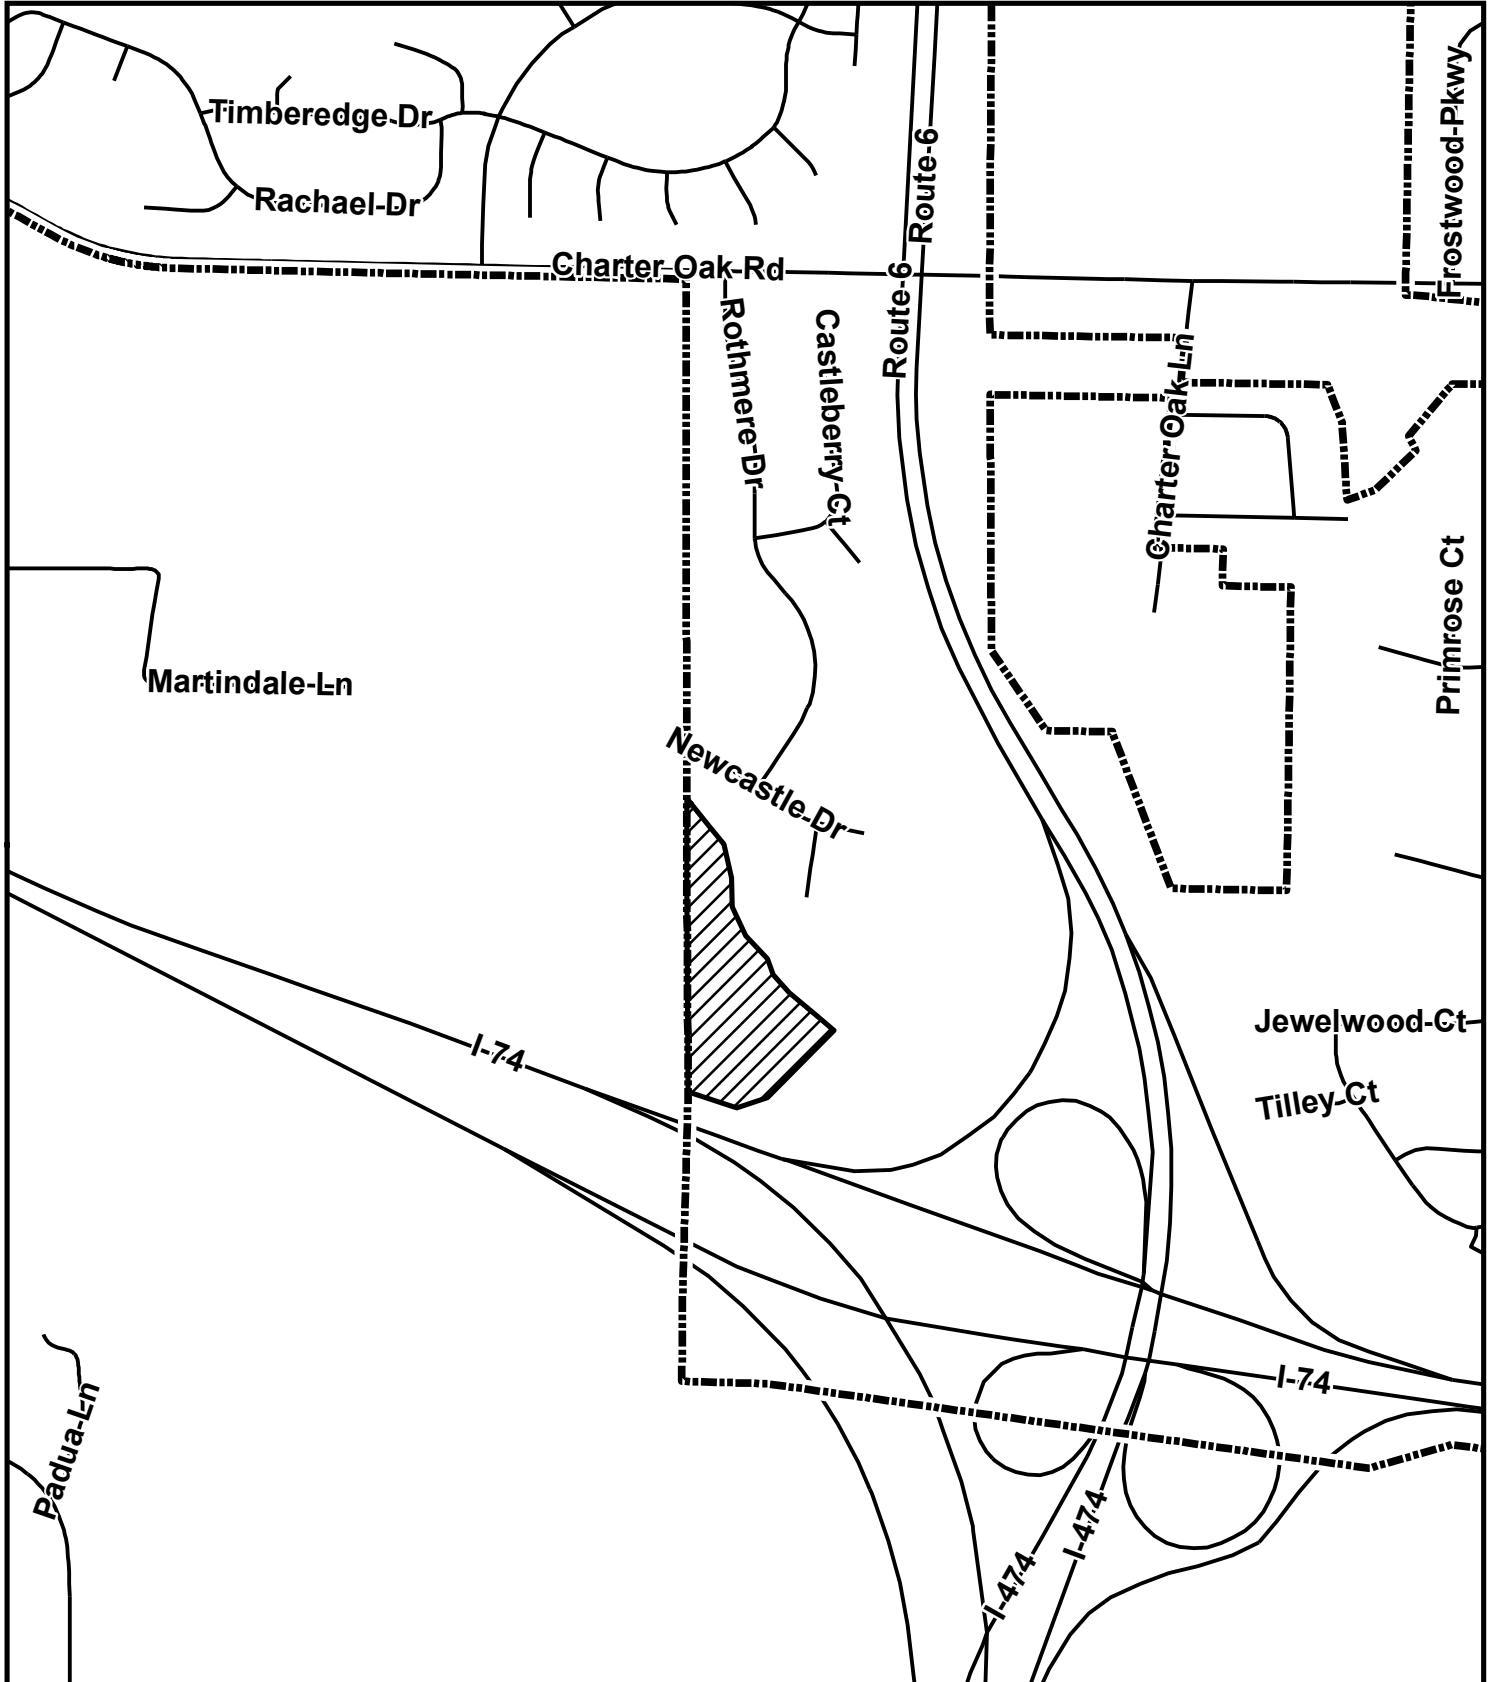 Timberedge Dr
Rachael Dr
Charter Oak Rd
Route 6
Route 6
Frostwood Pkwy
Rothmere Dr
Castleberry Ct
Charter Oak Ln
Primrose Ct
Martindale Ln
Newcastle Dr
I-74
Jewelwood Ct
Tilley Ct
I-74
Padua Ln
I-474
I-474